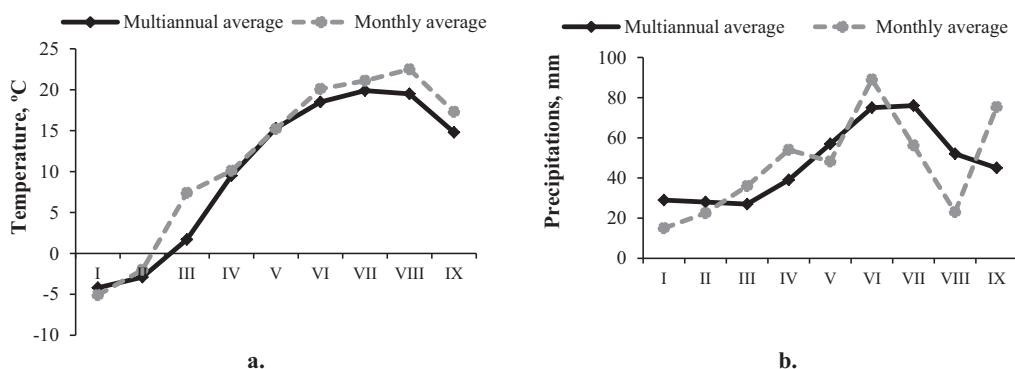 Multiannual average Monthly average
Temperature, ºC
25
20
15
10
5
0
-5
-10
I II III IV V VI VII VIII IX
a.
Multiannual average Monthly average
Precipitations, mm
100
80
60
40
20
0
I II III IV V VI VII VIII IX
b.